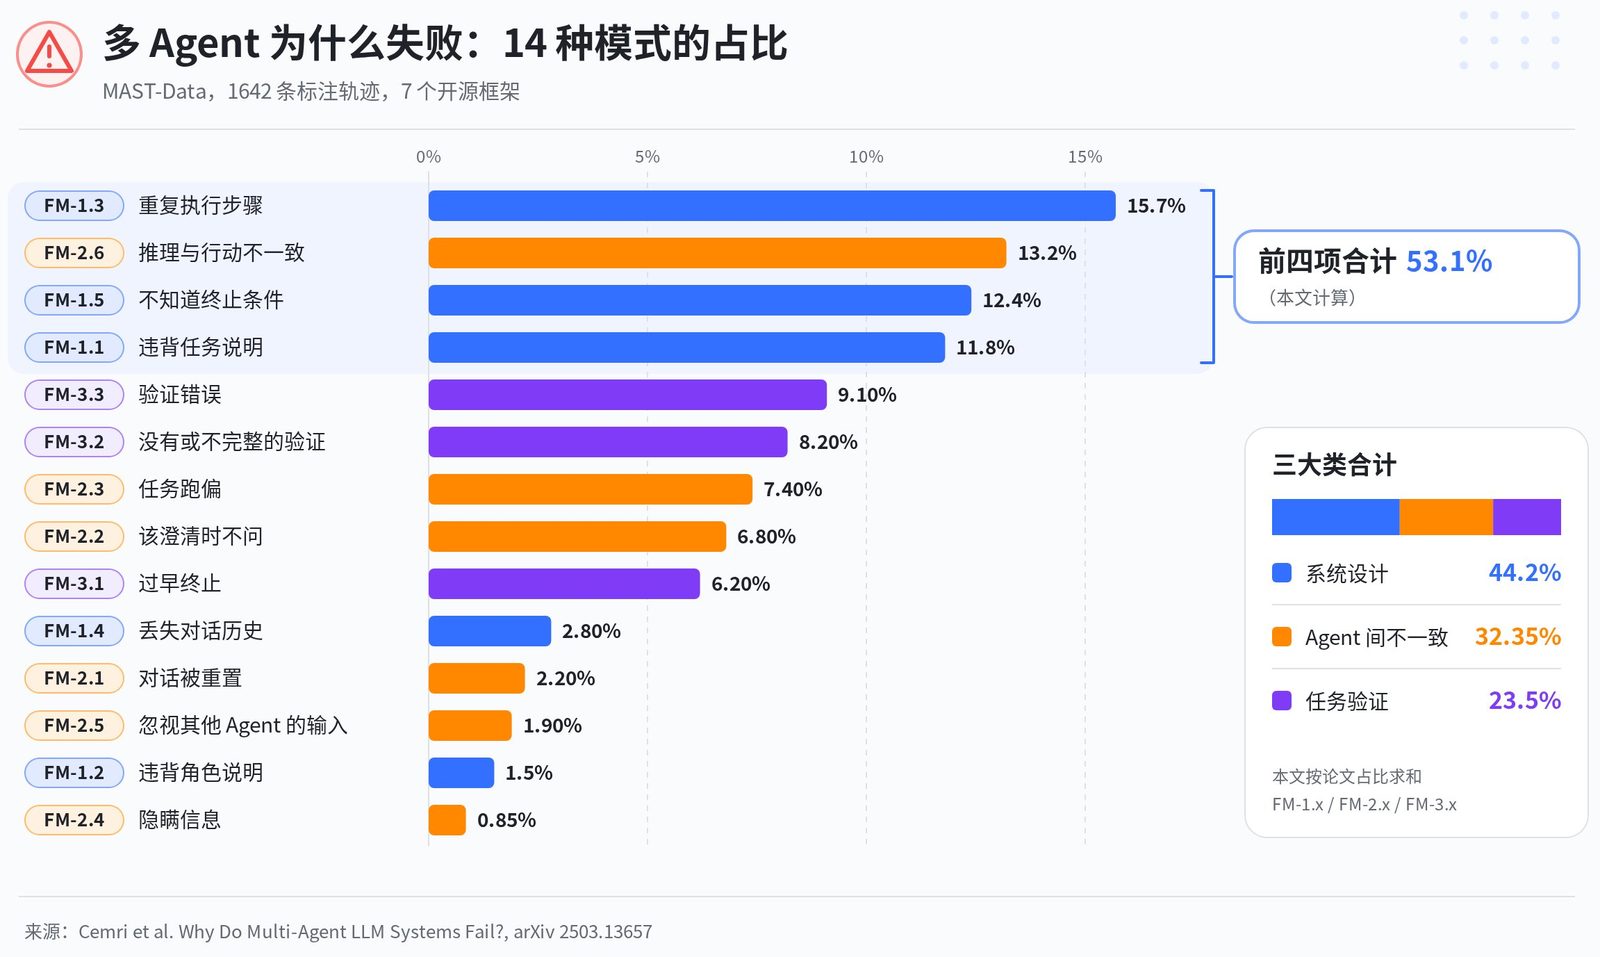 多 Agent 为什么失败：14 种模式的占比
MAST-Data，1642 条标注轨迹，7 个开源框架
0% 5% 10% 15%
FM-1.3 重复执行步骤 15.7%
FM-2.6 推理与行动不一致 13.2%
FM-1.5 不知道终止条件 12.4%
FM-1.1 违背任务说明 11.8%
FM-3.3 验证错误 9.10%
FM-3.2 没有或不完整的验证 8.20%
FM-2.3 任务跑偏 7.40%
FM-2.2 该澄清时不问 6.80%
FM-3.1 过早终止 6.20%
FM-1.4 丢失对话历史 2.80%
FM-2.1 对话被重置 2.20%
FM-2.5 忽视其他 Agent 的输入 1.90%
FM-1.2 违背角色说明 1.5%
FM-2.4 隐瞒信息 0.85%
前四项合计 53.1%
（本文计算）
三大类合计
系统设计 44.2%
Agent 间不一致 32.35%
任务验证 23.5%
本文按论文占比求和
FM-1.x / FM-2.x / FM-3.x
来源：Cemri et al. Why Do Multi-Agent LLM Systems Fail?, arXiv 2503.13657